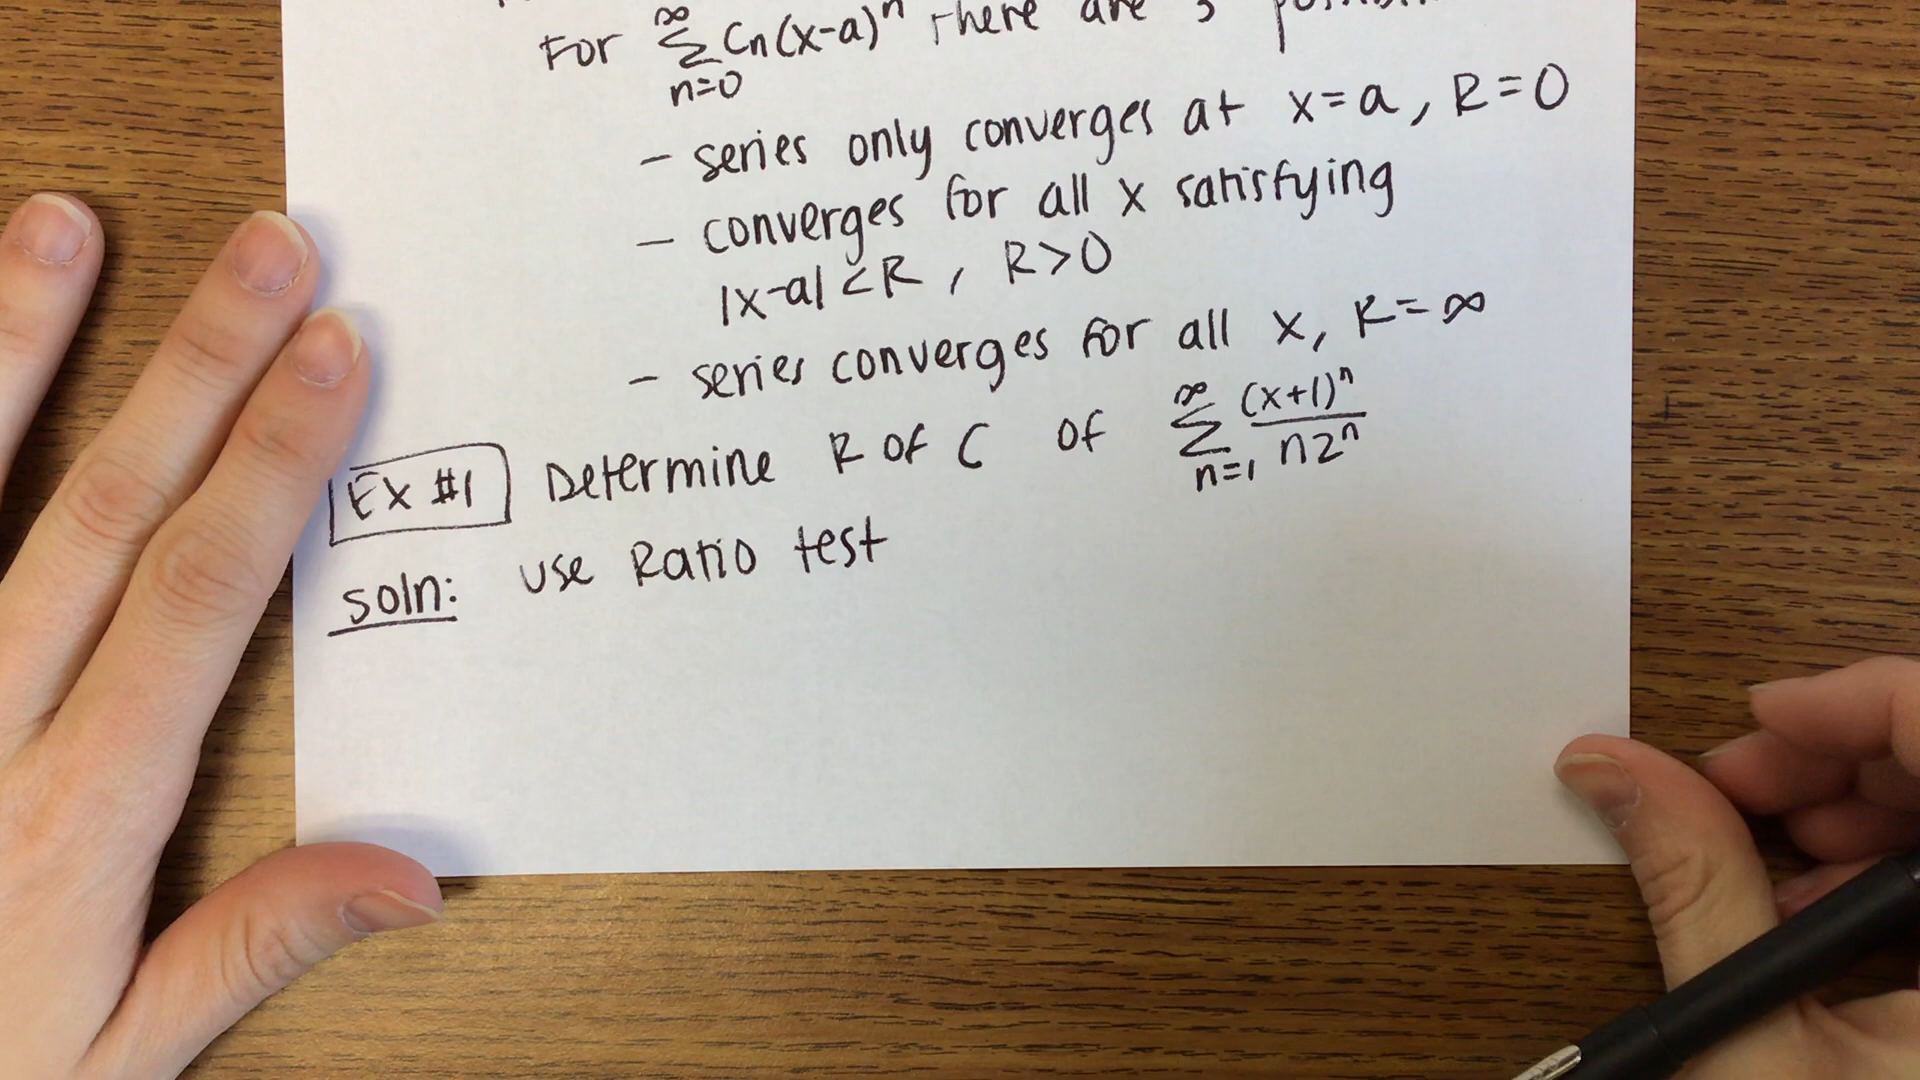 For ∞∑n=0 Cn(x-a)^n There are 3
– series only converges at x=a, R=0
– converges for all x satisfying
|x-a|<R, R>0
– series converges for all x, R=∞
EX #1 Determine R of C of ∞∑n=1 (x+1)^n/n2^n
soln: use Ratio test